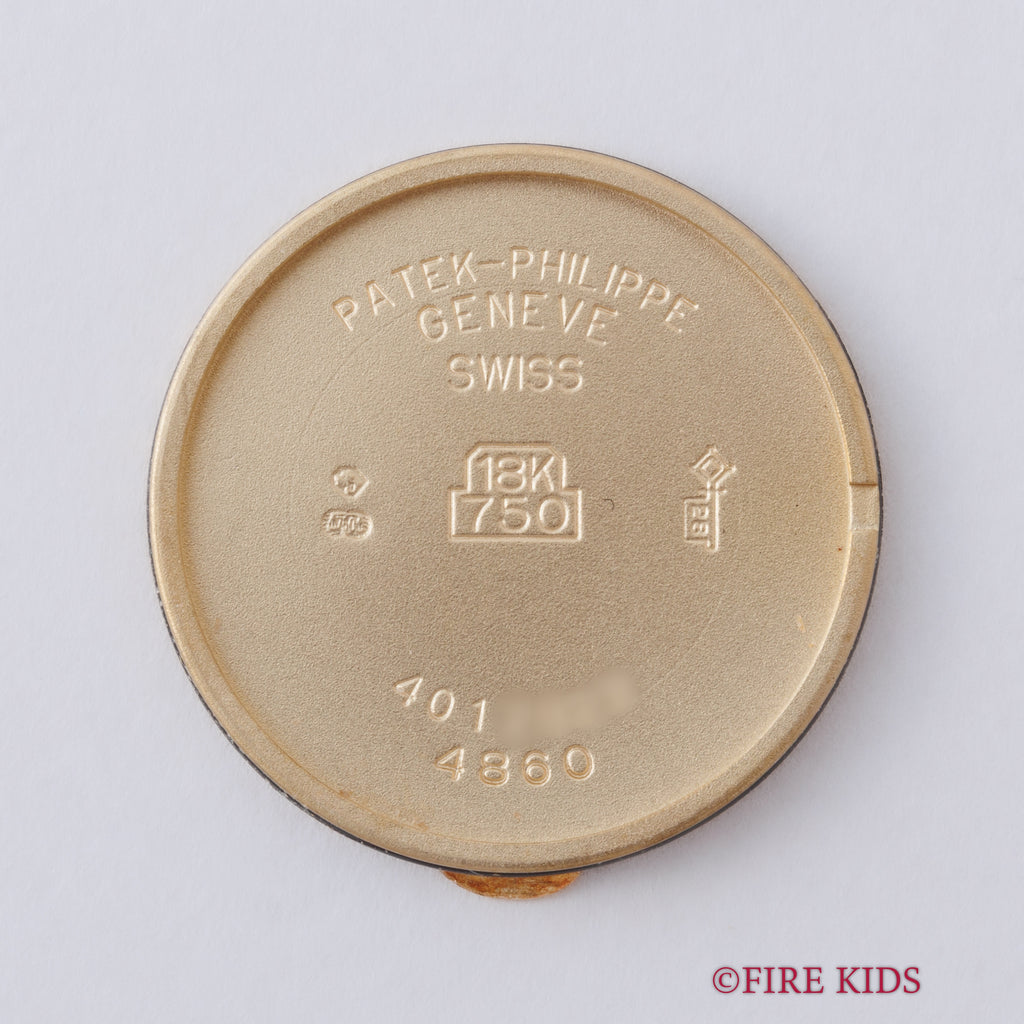 PATEK–PHILIPPE
GENEVE
SWISS
18K
750
401
4860
©FIRE KIDS